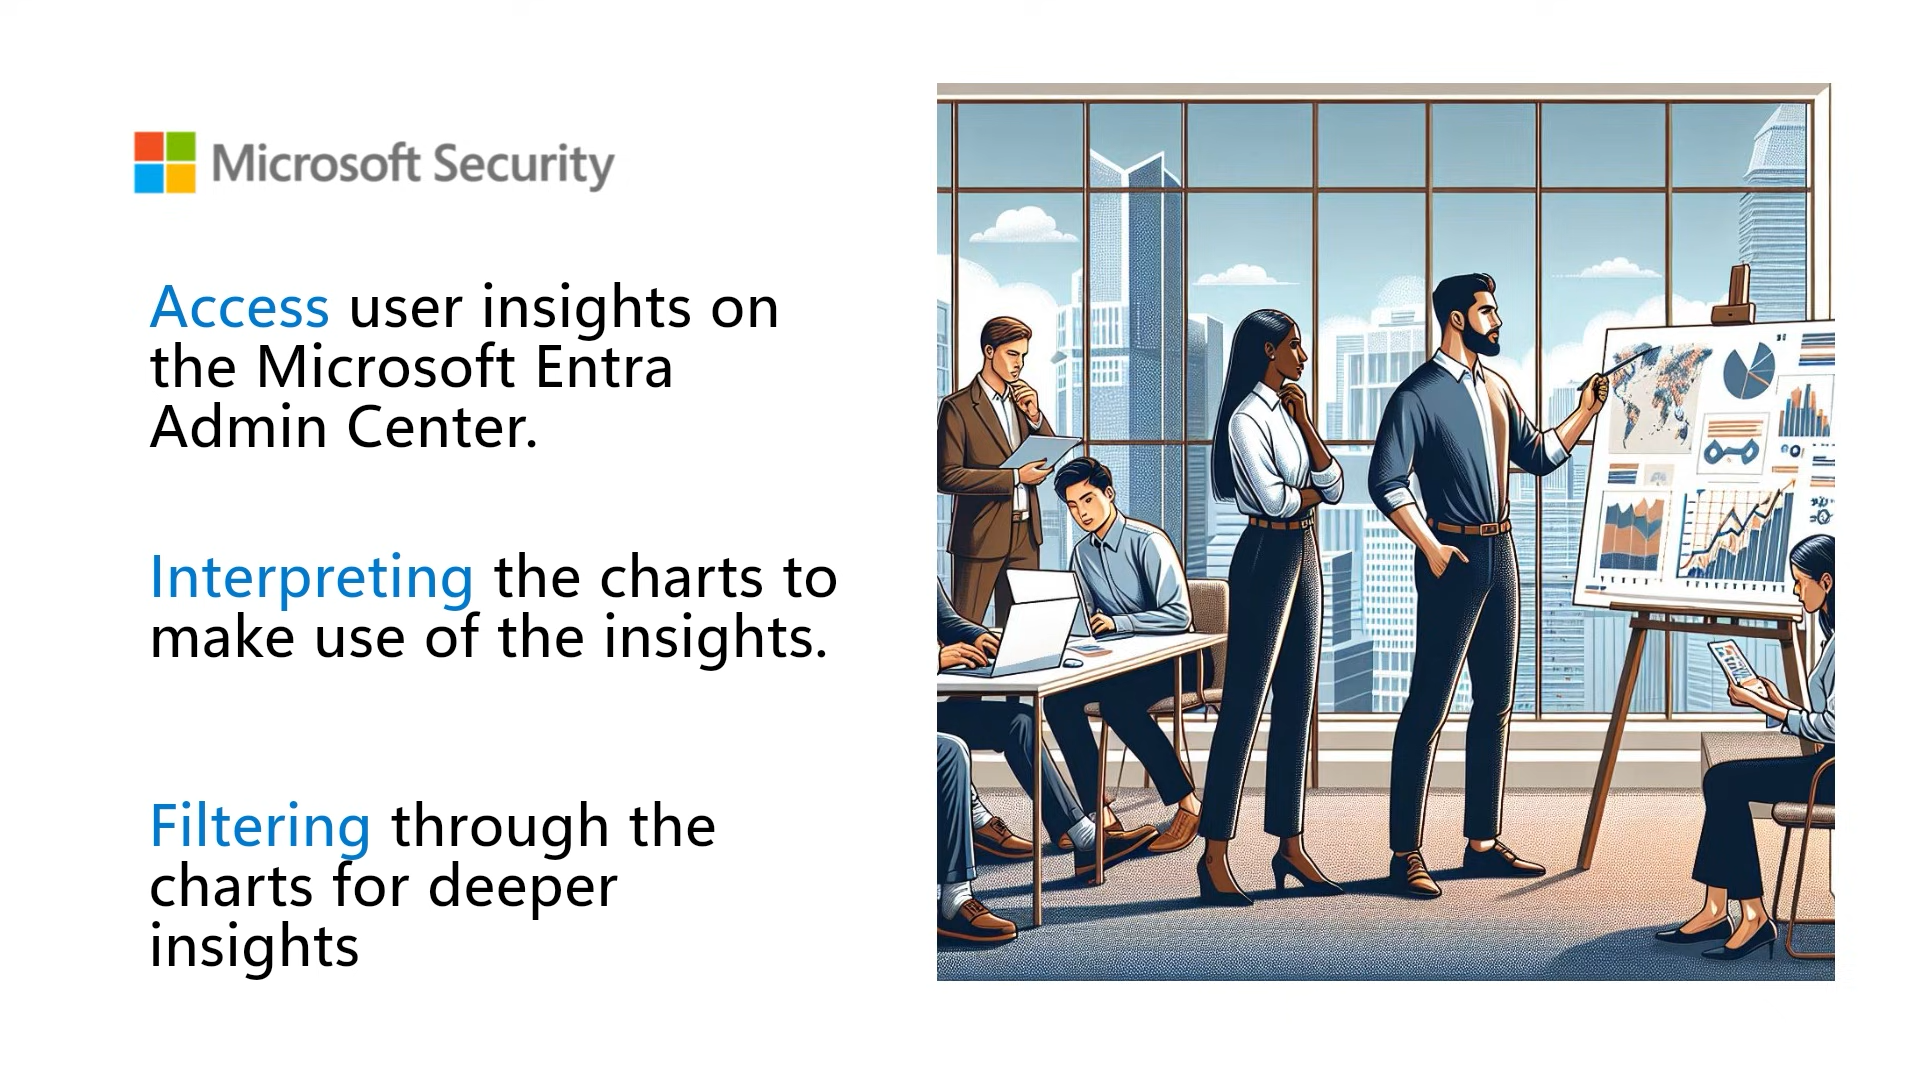 Microsoft Security
Access user insights on
the Microsoft Entra
Admin Center.
Interpreting the charts to
make use of the insights.
Filtering through the
charts for deeper
insights